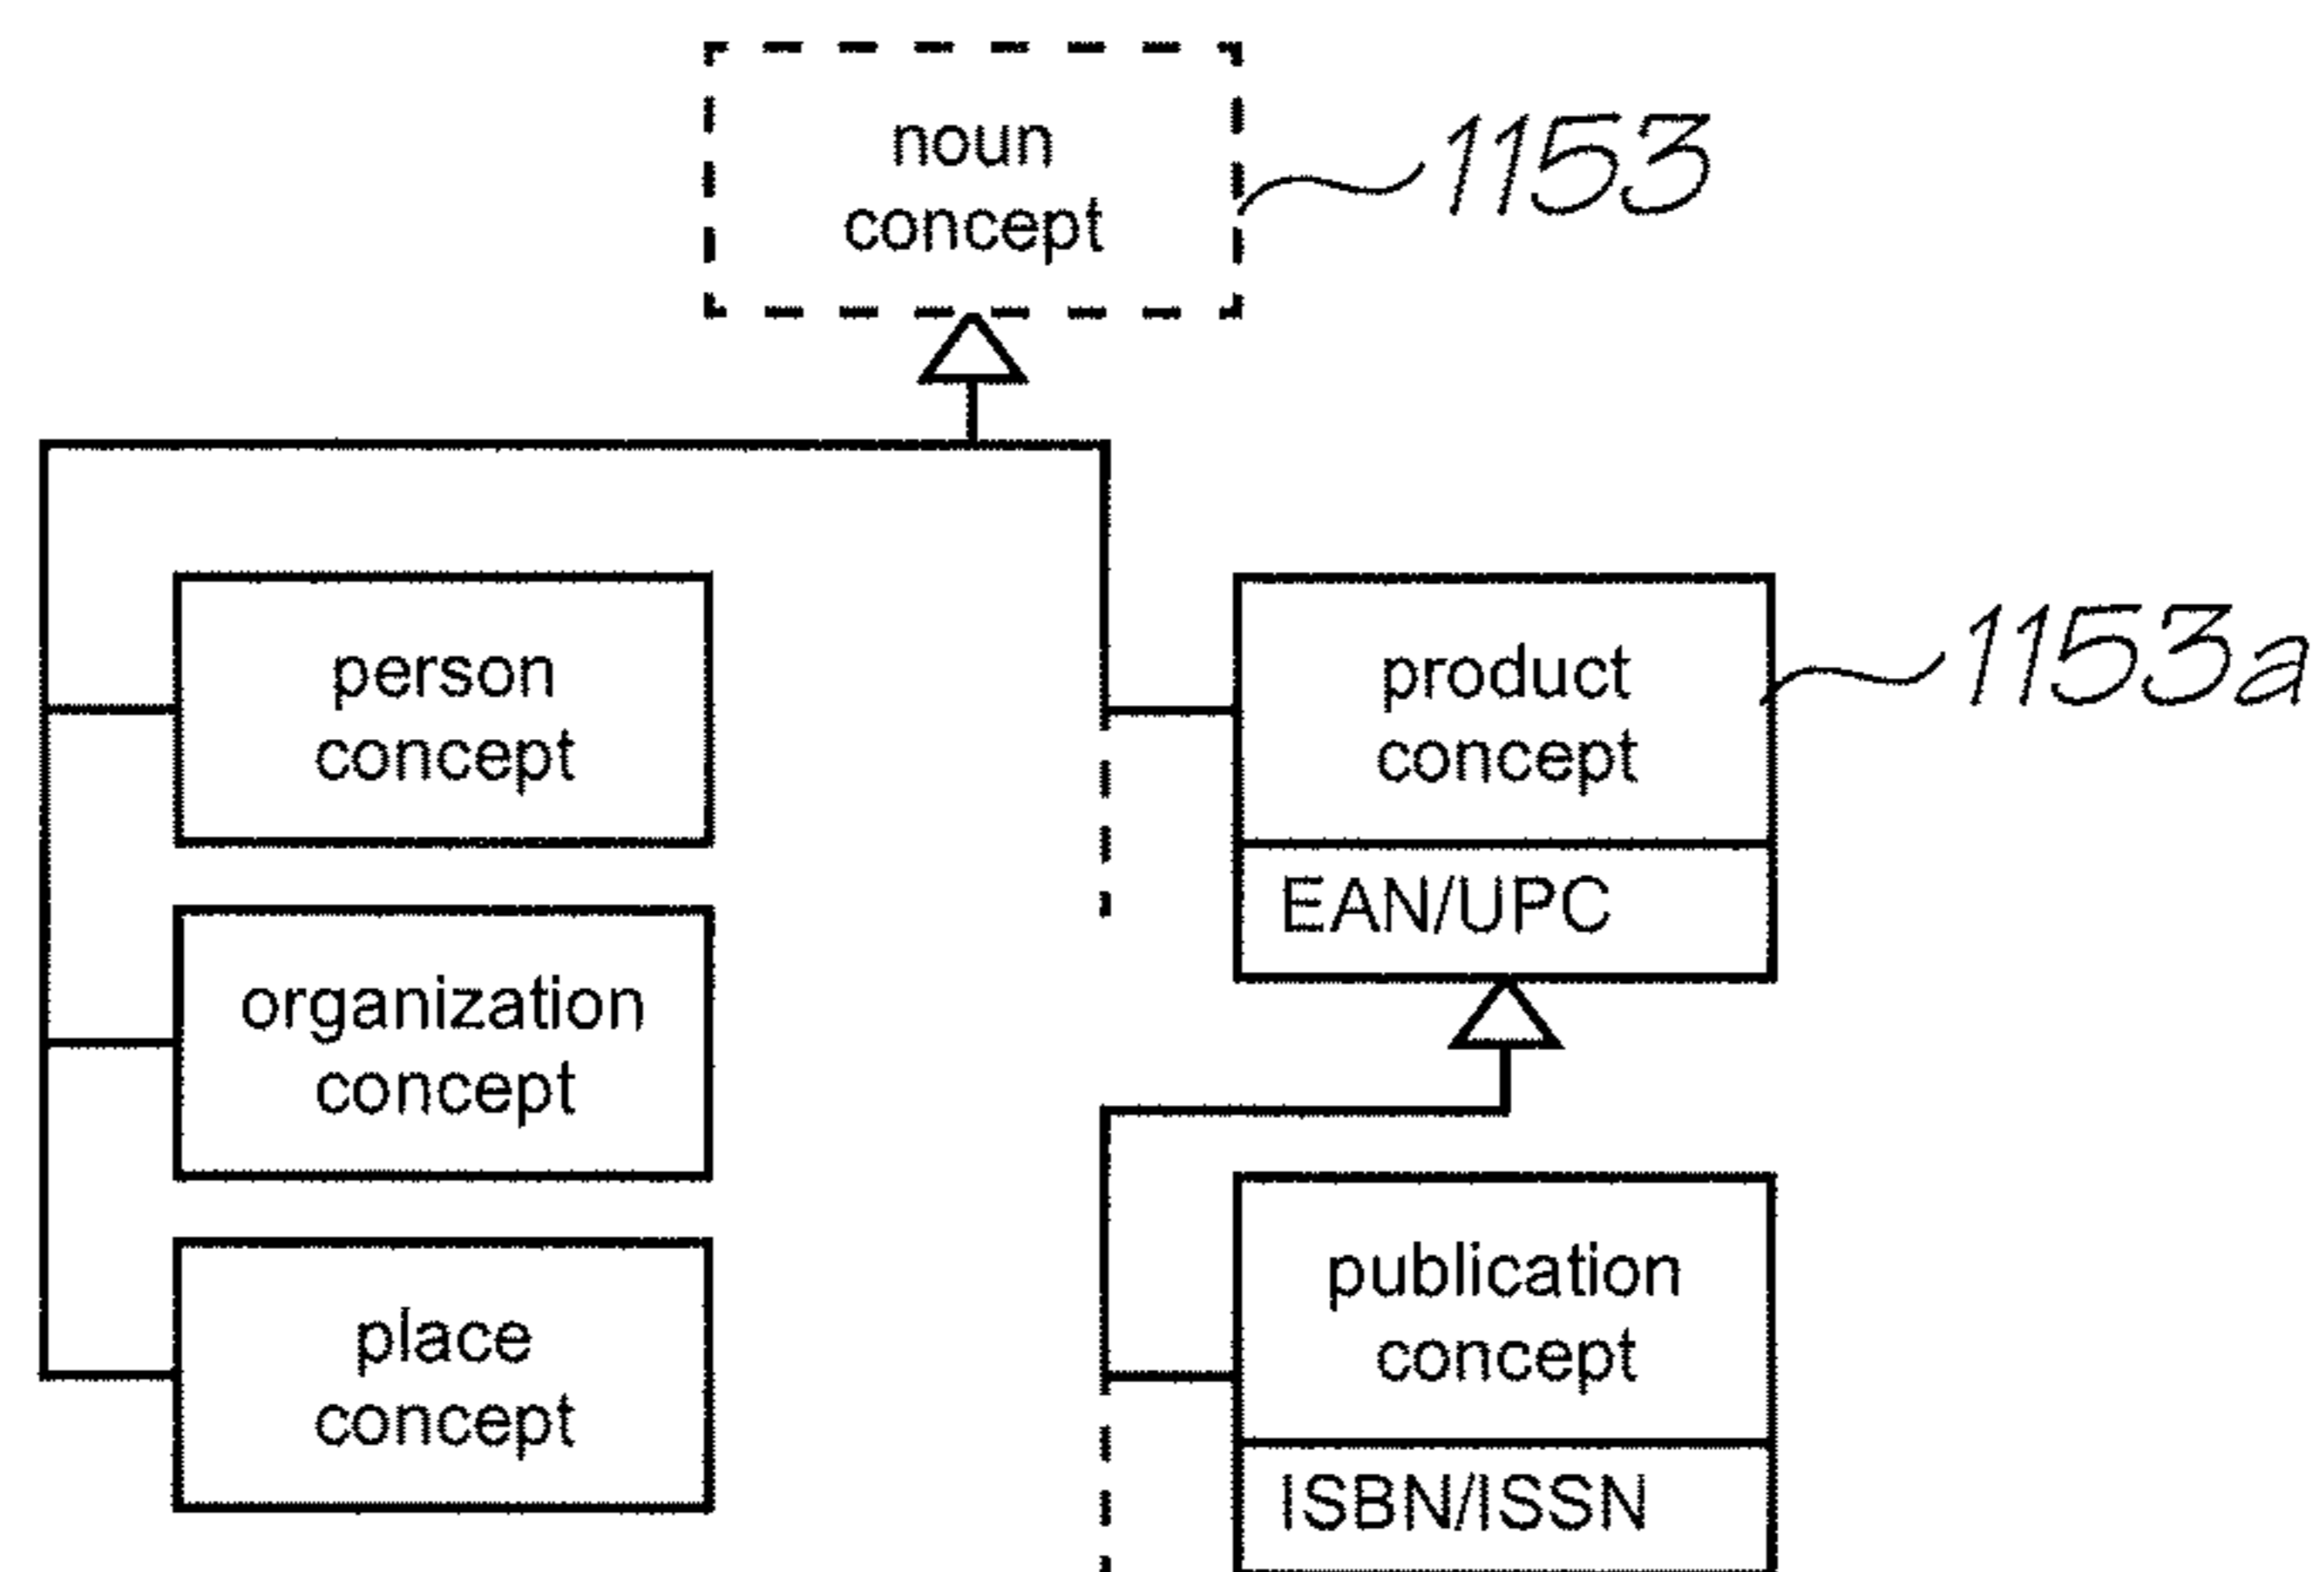 noun
concept
1153
person
concept
product
concept
1153a
EAN/UPC
organization
concept
publication
concept
place
concept
ISBN/ISSN